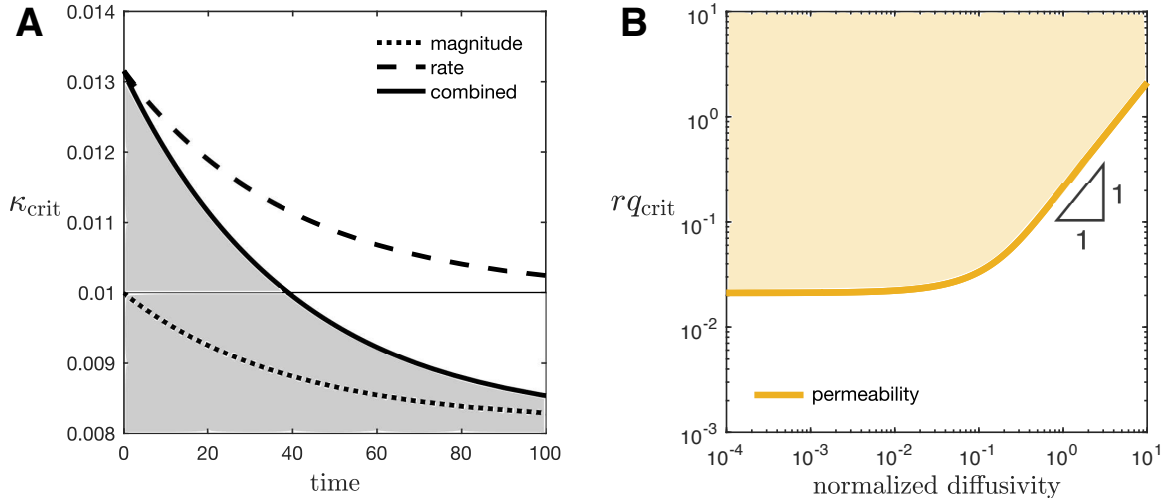 A
0.014
0.013
0.012
0.011
0.01
0.009
0.008
κcrit
magnitude
rate
combined
0 20 40 60 80 100
time
B
10^1
10^0
10^-1
10^-2
10^-3
rqcrit
1
1
permeability
10^-4 10^-3 10^-2 10^-1 10^0 10^1
normalized diffusivity